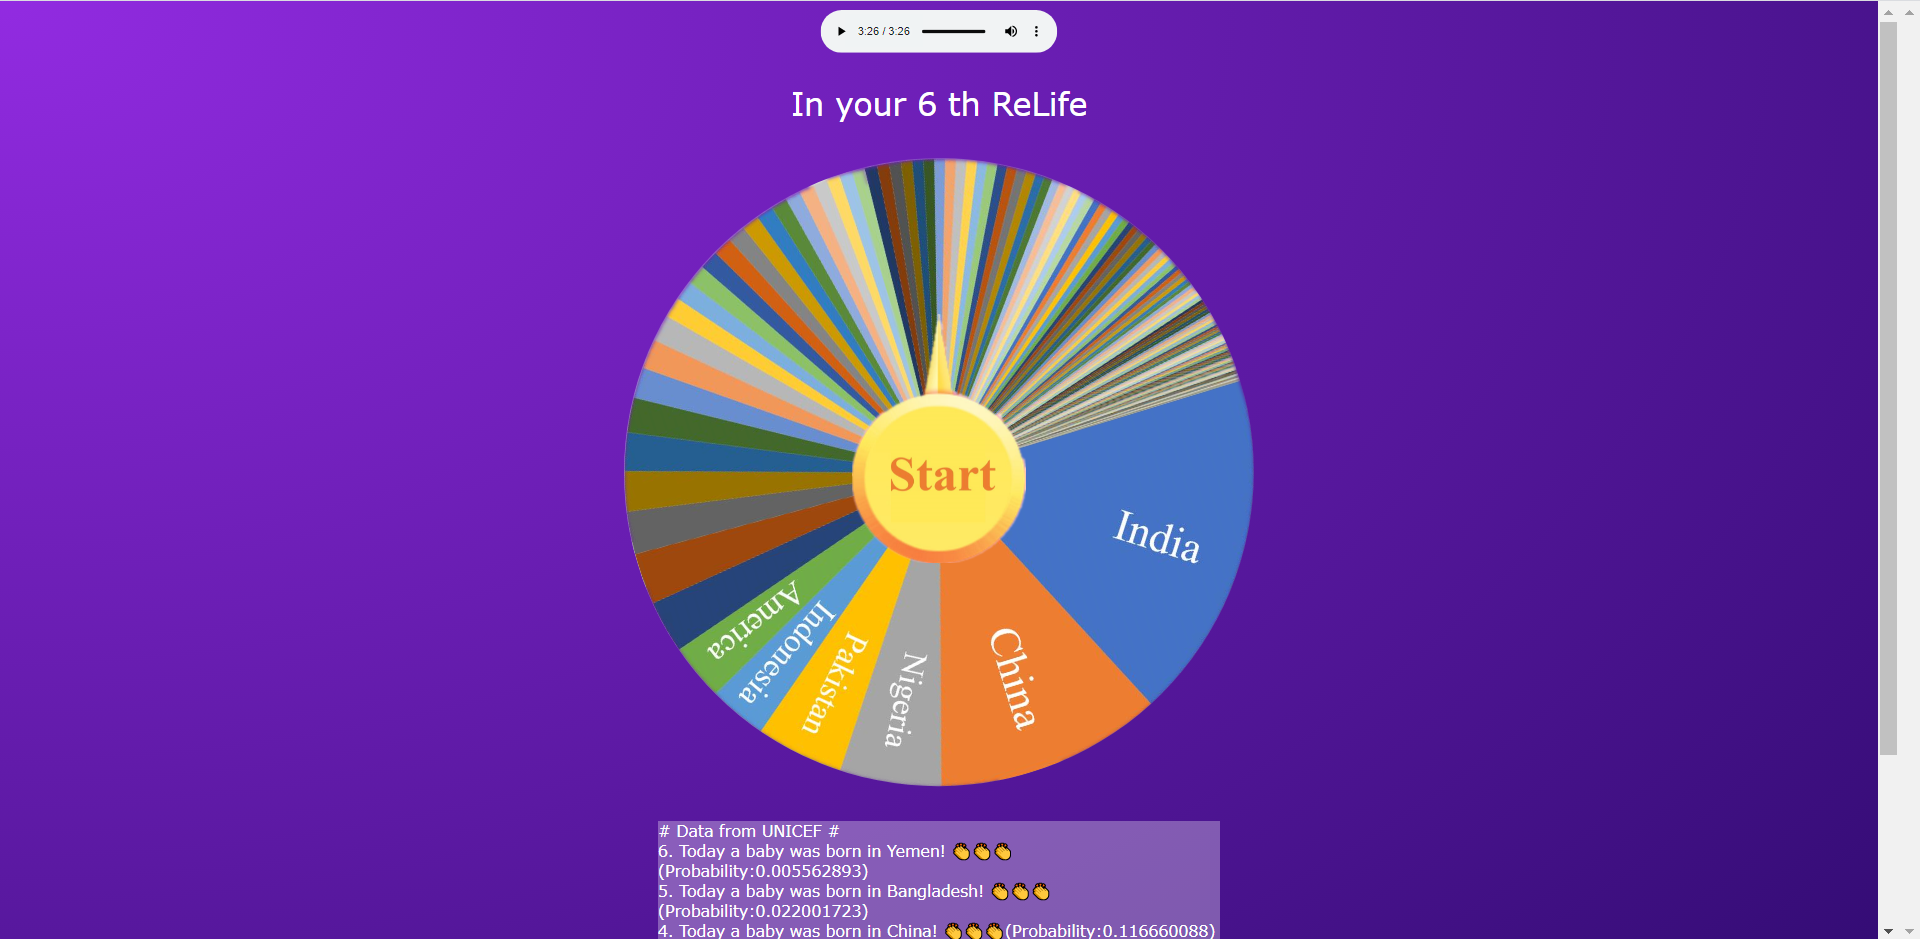 3:26 / 3:26
In your 6 th ReLife
Start
India
China
Nigeria
Pakistan
Indonesia
America
# Data from UNICEF #
6. Today a baby was born in Yemen! 👏👏👏
(Probability:0.005562893)
5. Today a baby was born in Bangladesh! 👏👏👏
(Probability:0.022001723)
4. Today a baby was born in China! 👏👏👏(Probability:0.116660088)